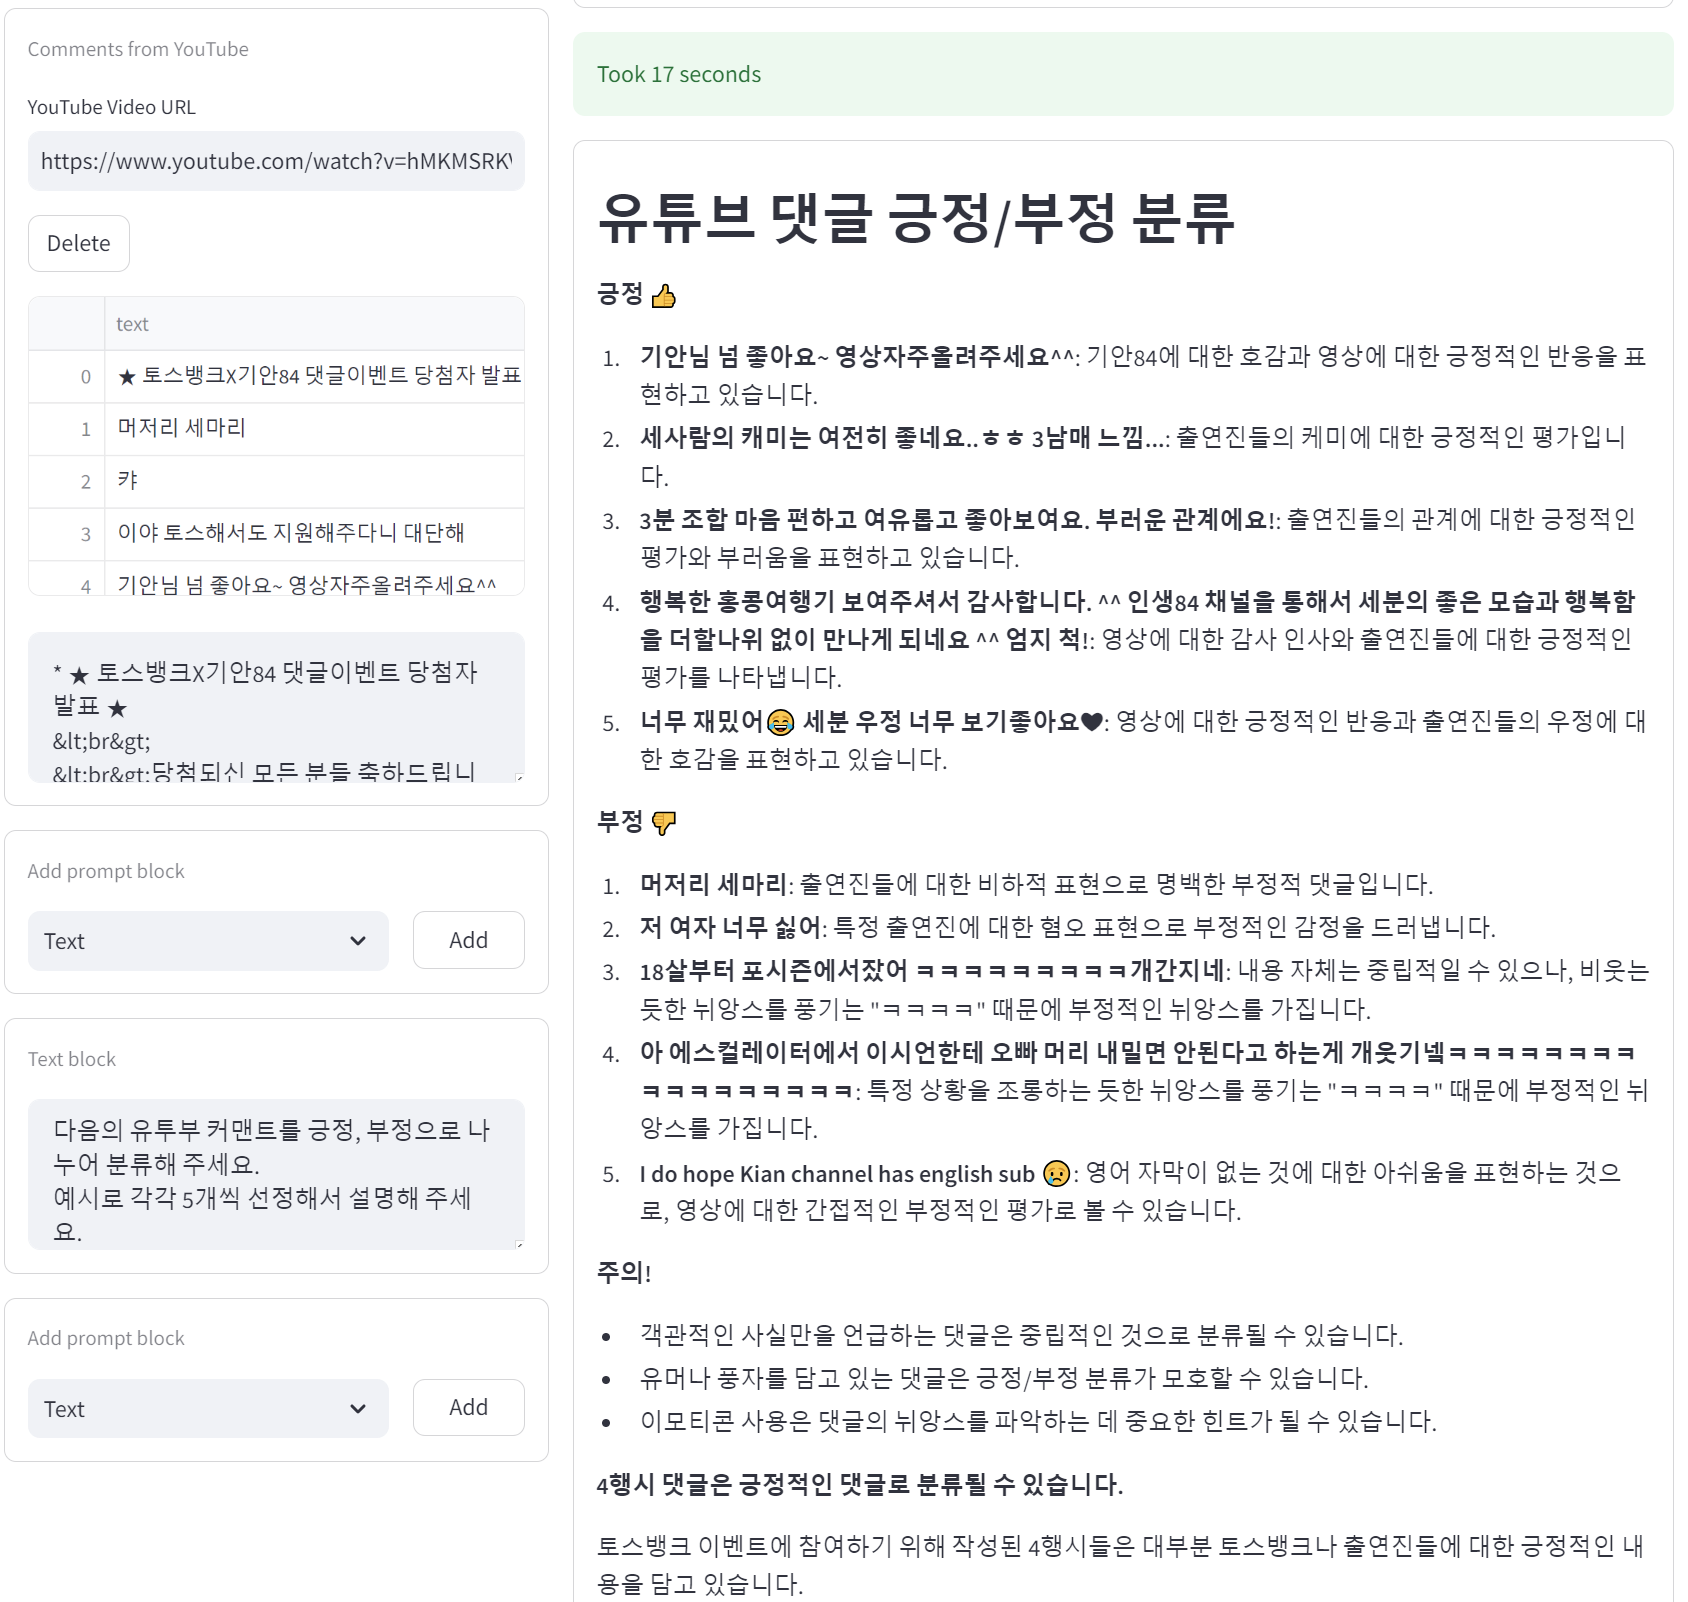 Comments from YouTube
YouTube Video URL
https://www.youtube.com/watch?v=hMKMSRK
Delete
text
0 ★ 토스뱅크X기안84 댓글이벤트 당첨자 발표
1 머저리 세마리
2 캬
3 이야 토스해서도 지원해주다니 대단해
4 기안님 넘 좋아요~ 영상자주올려주세요^^
* ★ 토스뱅크X기안84 댓글이벤트 당첨자
발표 ★
&lt;br&gt;
&lt;br&gt;당첨되신 모든 분들 축하드립니
Add prompt block
Text
Add
Text block
다음의 유투부 커맨트를 긍정, 부정으로 나
누어 분류해 주세요.
예시로 각각 5개씩 선정해서 설명해 주세
요.
Add prompt block
Text
Add
Took 17 seconds
유튜브 댓글 긍정/부정 분류
긍정 👍
1. 기안님 넘 좋아요~ 영상자주올려주세요^^: 기안84에 대한 호감과 영상에 대한 긍정적인 반응을 표
현하고 있습니다.
2. 세사람의 캐미는 여전히 좋네요..ㅎㅎ 3남매 느낌...: 출연진들의 케미에 대한 긍정적인 평가입니
다.
3. 3분 조합 마음 편하고 여유롭고 좋아보여요. 부러운 관계에요!: 출연진들의 관계에 대한 긍정적인
평가와 부러움을 표현하고 있습니다.
4. 행복한 홍콩여행기 보여주셔서 감사합니다. ^^ 인생84 채널을 통해서 세분의 좋은 모습과 행복함
을 더할나위 없이 만나게 되네요 ^^ 엄지 척!: 영상에 대한 감사 인사와 출연진들에 대한 긍정적인
평가를 나타냅니다.
5. 너무 재밌어😂 세분 우정 너무 보기좋아요🖤: 영상에 대한 긍정적인 반응과 출연진들의 우정에 대
한 호감을 표현하고 있습니다.
부정 👎
1. 머저리 세마리: 출연진들에 대한 비하적 표현으로 명백한 부정적 댓글입니다.
2. 저 여자 너무 싫어: 특정 출연진에 대한 혐오 표현으로 부정적인 감정을 드러냅니다.
3. 18살부터 포시즌에서잤어 ㅋㅋㅋㅋㅋㅋㅋㅋㅋ개간지네: 내용 자체는 중립적일 수 있으나, 비웃는
듯한 뉘앙스를 풍기는 "ㅋㅋㅋㅋ" 때문에 부정적인 뉘앙스를 가집니다.
4. 아 에스컬레이터에서 이시언한테 오빠 머리 내밀면 안된다고 하는게 개웃기넼ㅋㅋㅋㅋㅋㅋㅋㅋ
ㅋㅋㅋㅋㅋㅋㅋㅋㅋ: 특정 상황을 조롱하는 듯한 뉘앙스를 풍기는 "ㅋㅋㅋㅋ" 때문에 부정적인 뉘
앙스를 가집니다.
5. I do hope Kian channel has english sub 😢: 영어 자막이 없는 것에 대한 아쉬움을 표현하는 것으
로, 영상에 대한 간접적인 부정적인 평가로 볼 수 있습니다.
주의!
• 객관적인 사실만을 언급하는 댓글은 중립적인 것으로 분류될 수 있습니다.
• 유머나 풍자를 담고 있는 댓글은 긍정/부정 분류가 모호할 수 있습니다.
• 이모티콘 사용은 댓글의 뉘앙스를 파악하는 데 중요한 힌트가 될 수 있습니다.
4행시 댓글은 긍정적인 댓글로 분류될 수 있습니다.
토스뱅크 이벤트에 참여하기 위해 작성된 4행시들은 대부분 토스뱅크나 출연진들에 대한 긍정적인 내
용을 담고 있습니다.